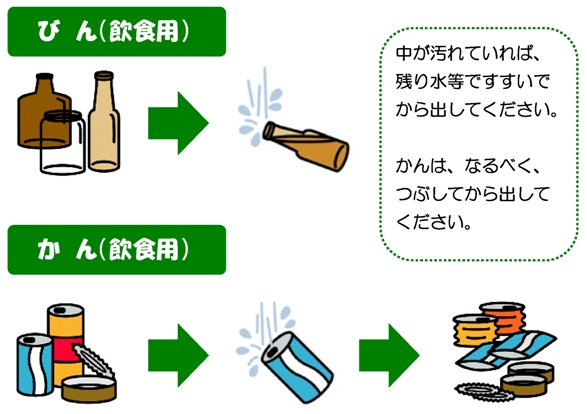 びん(飲食用)
中が汚れていれば、
残り水等ですすいで
から出してください。
かんは、なるべく、
つぶしてから出して
ください。
かん(飲食用)